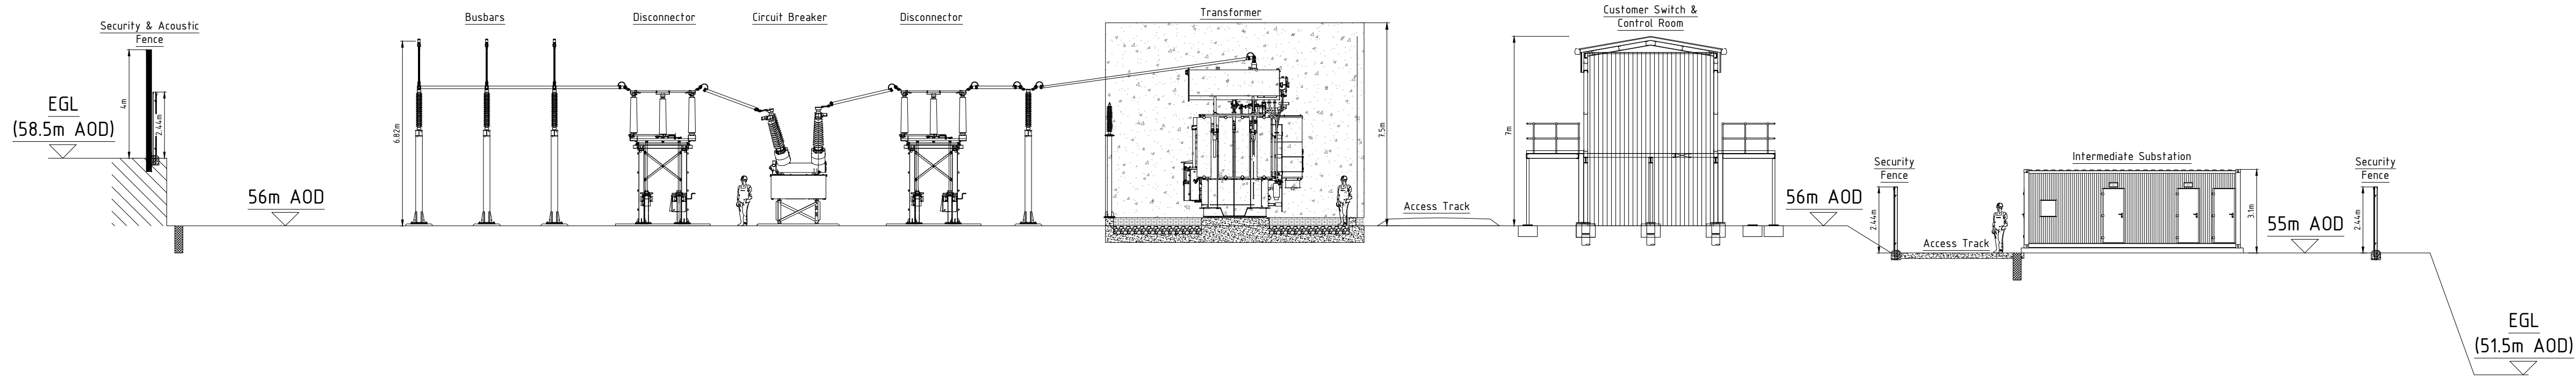 Security & Acoustic
Fence
4m
2.44m
EGL
(58.5m AOD)
56m AOD
Busbars
6.82m
Disconnector
Circuit Breaker
Disconnector
Transformer
7.5m
Access Track
Customer Switch &
Control Room
7m
56m AOD
Security
Fence
2.44m
Access Track
Intermediate Substation
3.1m
55m AOD
Security
Fence
2.44m
EGL
(51.5m AOD)